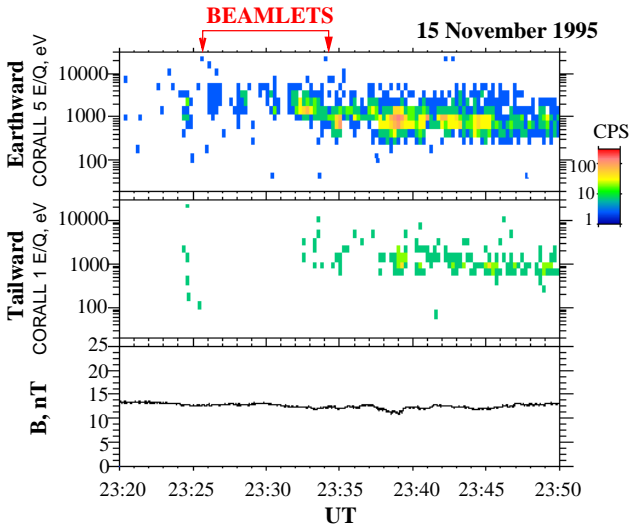 BEAMLETS
15 November 1995
Earthward
CORALL 5 E/Q, eV
10000
1000
100
CPS
100
10
1
Tailward
CORALL 1 E/Q, eV
10000
1000
100
B, nT
25
20
15
10
5
0
23:20 23:25 23:30 23:35 23:40 23:45 23:50
UT